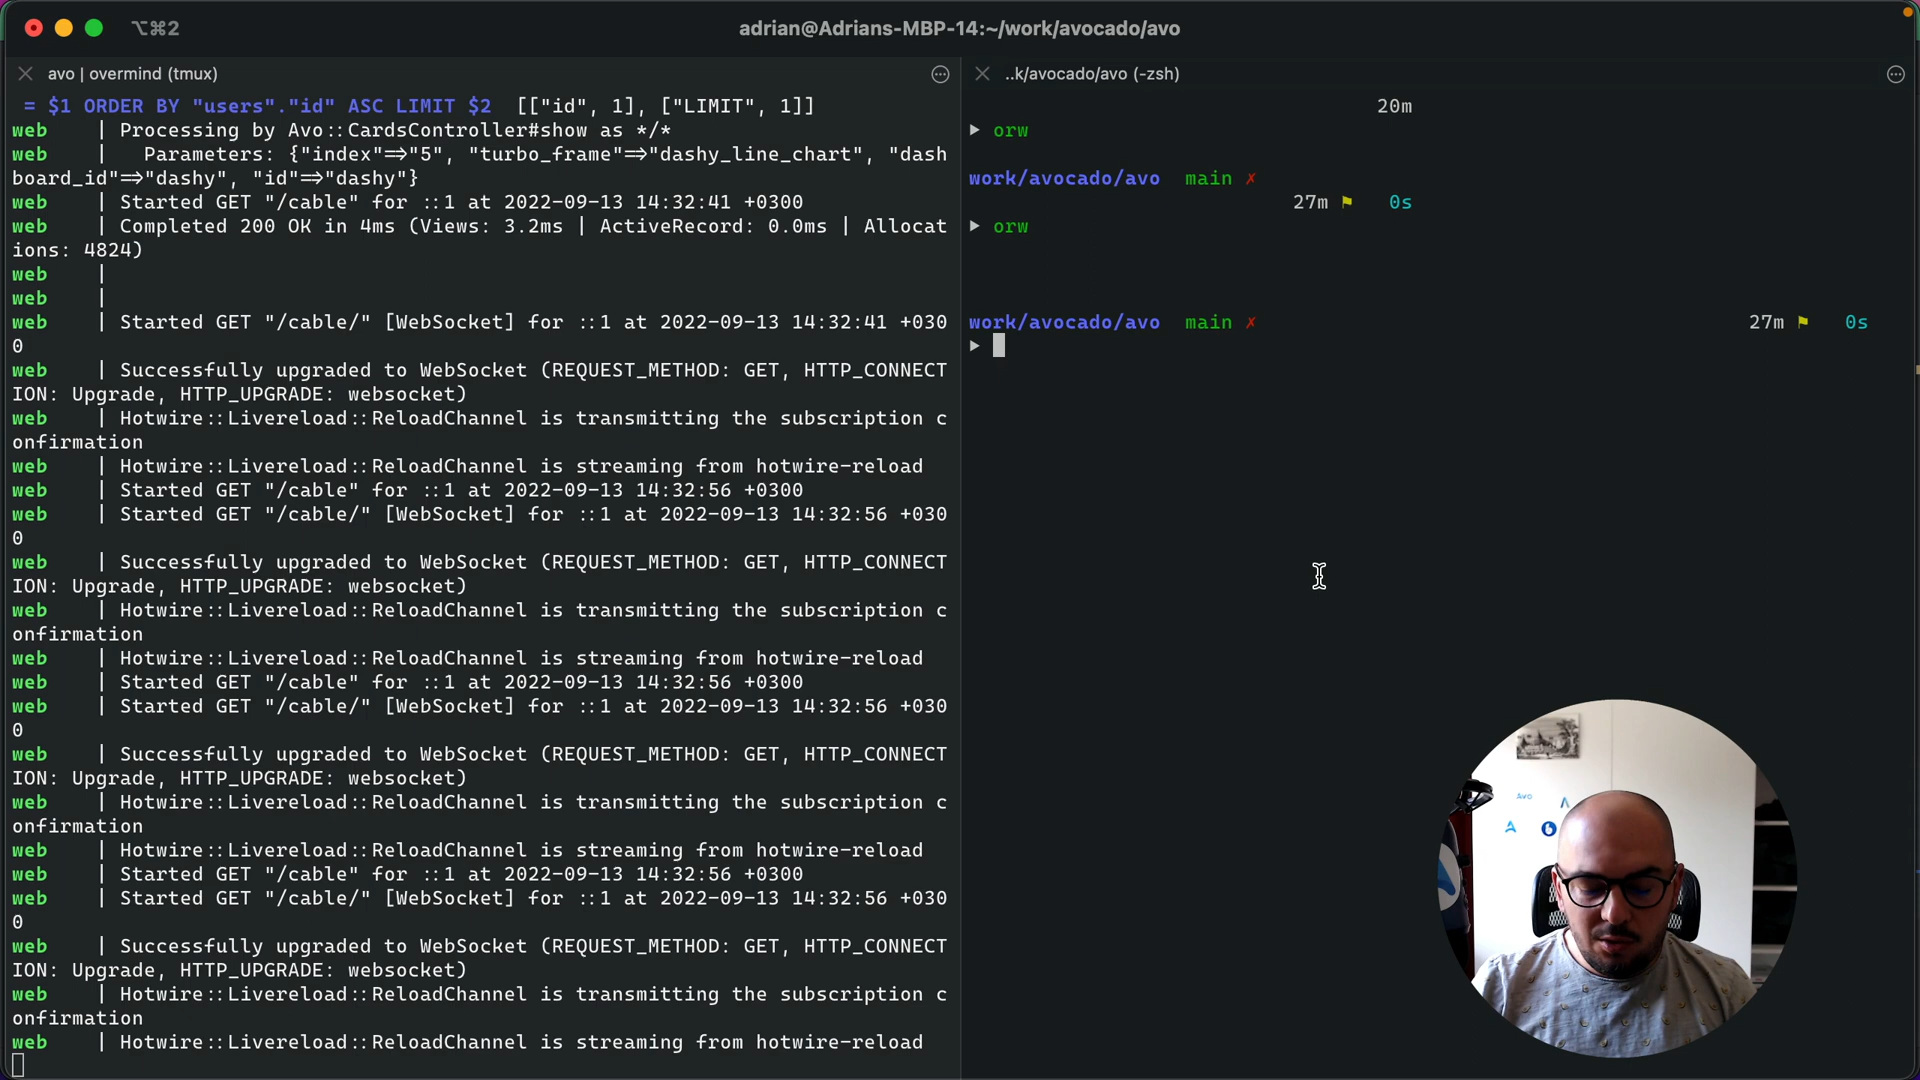 ⌥⌘2
adrian@Adrians-MBP-14:~/work/avocado/avo
avo | overmind (tmux)
= $1 ORDER BY "users"."id" ASC LIMIT $2  [["id", 1], ["LIMIT", 1]]
web    | Processing by Avo::CardsController#show as */*
web    |   Parameters: {"index"=>"5", "turbo_frame"=>"dashy_line_chart", "dash
board_id"=>"dashy", "id"=>"dashy"}
web    | Started GET "/cable" for ::1 at 2022-09-13 14:32:41 +0300
web    | Completed 200 OK in 4ms (Views: 3.2ms | ActiveRecord: 0.0ms | Allocat
ions: 4824)
web    |
web    |
web    | Started GET "/cable/" [WebSocket] for ::1 at 2022-09-13 14:32:41 +030
0
web    | Successfully upgraded to WebSocket (REQUEST_METHOD: GET, HTTP_CONNECT
ION: Upgrade, HTTP_UPGRADE: websocket)
web    | Hotwire::Livereload::ReloadChannel is transmitting the subscription c
onfirmation
web    | Hotwire::Livereload::ReloadChannel is streaming from hotwire-reload
web    | Started GET "/cable" for ::1 at 2022-09-13 14:32:56 +0300
web    | Started GET "/cable/" [WebSocket] for ::1 at 2022-09-13 14:32:56 +030
0
web    | Successfully upgraded to WebSocket (REQUEST_METHOD: GET, HTTP_CONNECT
ION: Upgrade, HTTP_UPGRADE: websocket)
web    | Hotwire::Livereload::ReloadChannel is transmitting the subscription c
onfirmation
web    | Hotwire::Livereload::ReloadChannel is streaming from hotwire-reload
web    | Started GET "/cable" for ::1 at 2022-09-13 14:32:56 +0300
web    | Started GET "/cable/" [WebSocket] for ::1 at 2022-09-13 14:32:56 +030
0
web    | Successfully upgraded to WebSocket (REQUEST_METHOD: GET, HTTP_CONNECT
ION: Upgrade, HTTP_UPGRADE: websocket)
web    | Hotwire::Livereload::ReloadChannel is transmitting the subscription c
onfirmation
web    | Hotwire::Livereload::ReloadChannel is streaming from hotwire-reload
web    | Started GET "/cable" for ::1 at 2022-09-13 14:32:56 +0300
web    | Started GET "/cable/" [WebSocket] for ::1 at 2022-09-13 14:32:56 +030
0
web    | Successfully upgraded to WebSocket (REQUEST_METHOD: GET, HTTP_CONNECT
ION: Upgrade, HTTP_UPGRADE: websocket)
web    | Hotwire::Livereload::ReloadChannel is transmitting the subscription c
onfirmation
web    | Hotwire::Livereload::ReloadChannel is streaming from hotwire-reload
..k/avocado/avo (-zsh)
20m
▶ orw
work/avocado/avo  main ✗
27m ⚑  0s
▶ orw
work/avocado/avo  main ✗  27m ⚑  0s
▶
Avo